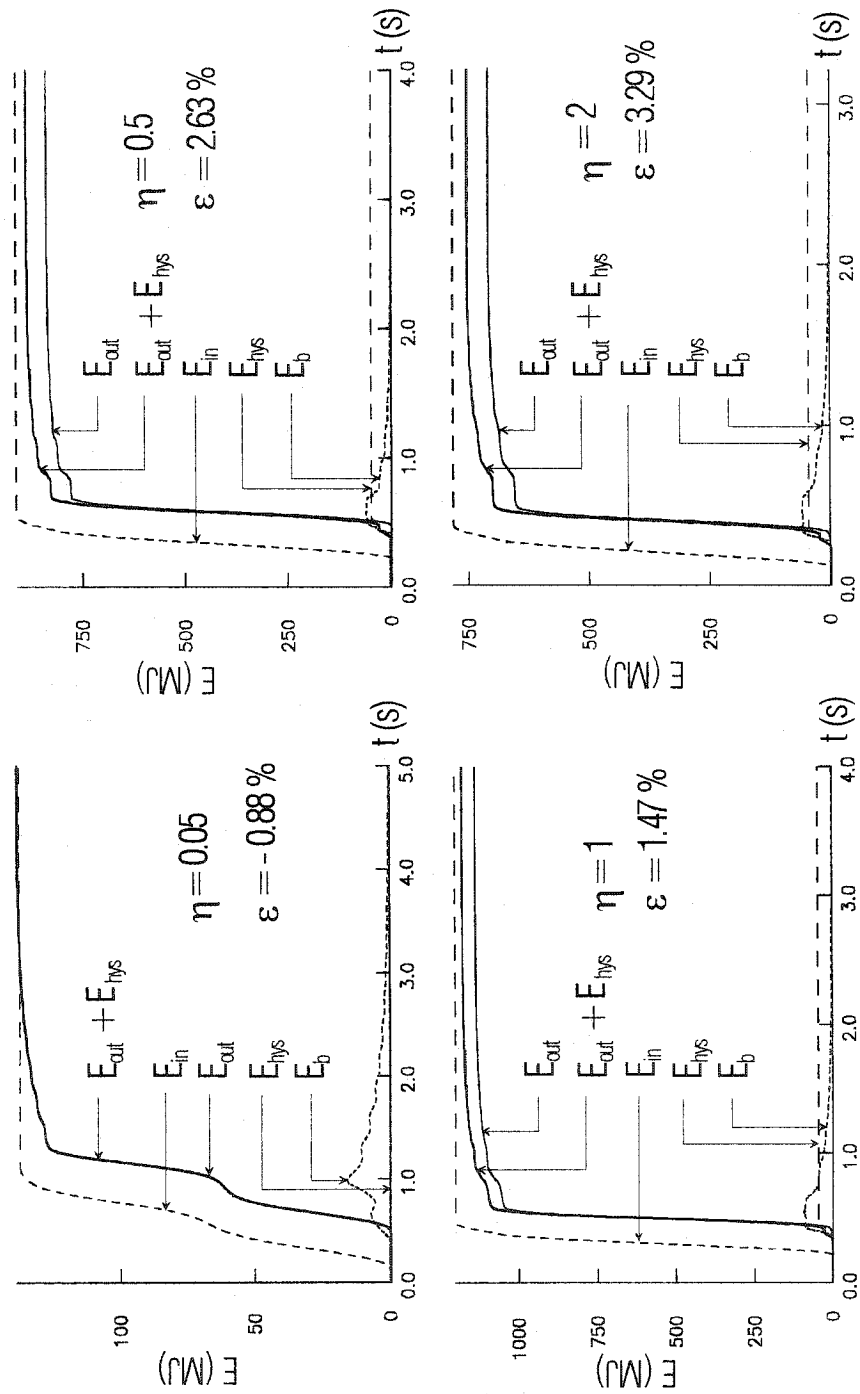 E (MJ)
100
50
0
E_out + E_hys
E_in
E_out
E_hys
E_b
η = 0.05
ε = -0.88 %
0.0 1.0 2.0 3.0 4.0 5.0
t (s)
E (MJ)
750
500
250
0
E_out
E_out + E_hys
E_in
E_hys
E_b
η = 0.5
ε = 2.63 %
0.0 1.0 2.0 3.0 4.0
t (s)
E (MJ)
1000
750
500
250
0
E_out
E_out + E_hys
E_in
E_hys
E_b
η = 1
ε = 1.47 %
0.0 1.0 2.0 3.0 4.0
t (s)
E (MJ)
750
500
250
0
E_out
E_out + E_hys
E_in
E_hys
E_b
η = 2
ε = 3.29 %
0.0 1.0 2.0 3.0
t (s)